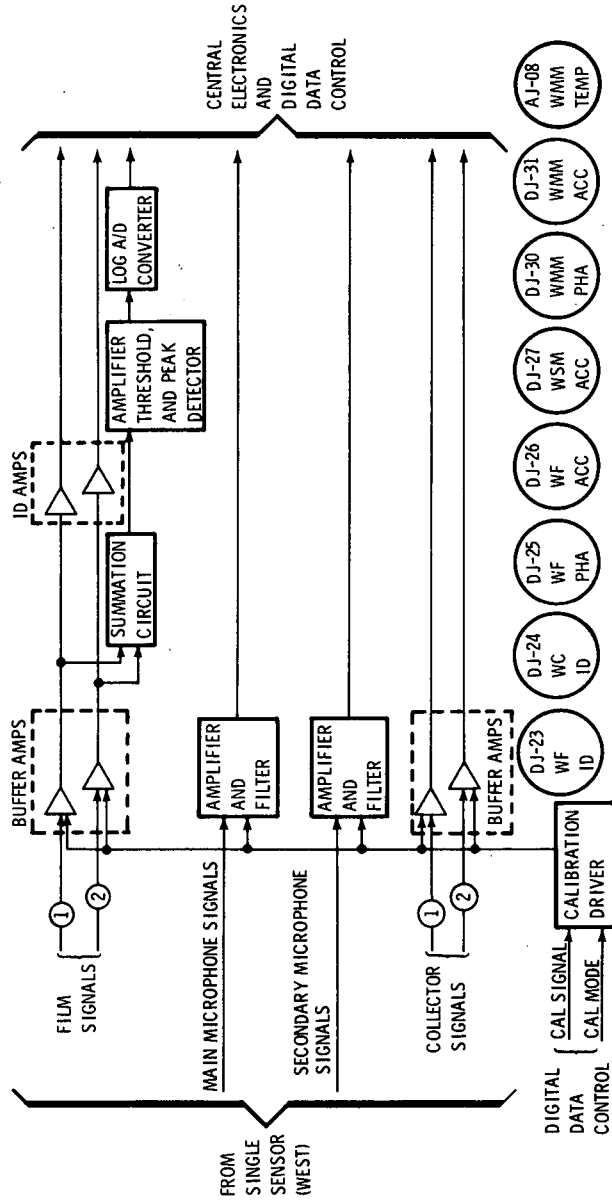 FROM
SINGLE
SENSOR
(WEST)
FILM
SIGNALS
1
2
BUFFER AMPS
ID AMPS
SUMMATION
CIRCUIT
AMPLIFIER
THRESHOLD,
AND PEAK
DETECTOR
LOG A/D
CONVERTER
CENTRAL
ELECTRONICS
AND
DIGITAL
DATA
CONTROL
MAIN MICROPHONE SIGNALS
AMPLIFIER
AND
FILTER
SECONDARY MICROPHONE
SIGNALS
AMPLIFIER
AND
FILTER
COLLECTOR
SIGNALS
1
2
BUFFER AMPS
DIGITAL
DATA
CONTROL
CAL SIGNAL
CAL MODE
CALIBRATION
DRIVER
DJ-23
WF
ID
DJ-24
WC
ID
DJ-25
WF
PHA
DJ-26
WF
ACC
DJ-27
WSM
ACC
DJ-30
WMM
PHA
DJ-31
WMM
ACC
AJ-08
WMM
TEMP